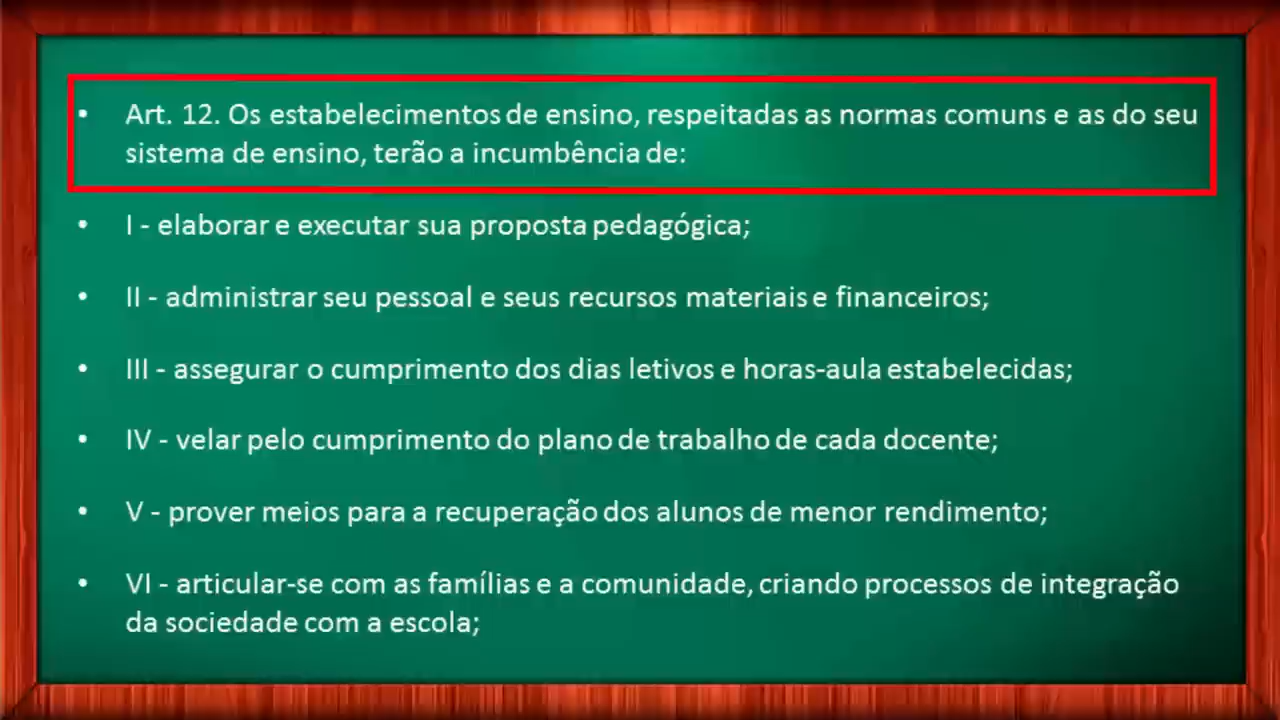 • Art. 12. Os estabelecimentos de ensino, respeitadas as normas comuns e as do seu
sistema de ensino, terão a incumbência de:
• I - elaborar e executar sua proposta pedagógica;
• II - administrar seu pessoal e seus recursos materiais e financeiros;
• III - assegurar o cumprimento dos dias letivos e horas-aula estabelecidas;
• IV - velar pelo cumprimento do plano de trabalho de cada docente;
• V - prover meios para a recuperação dos alunos de menor rendimento;
• VI - articular-se com as famílias e a comunidade, criando processos de integração
da sociedade com a escola;